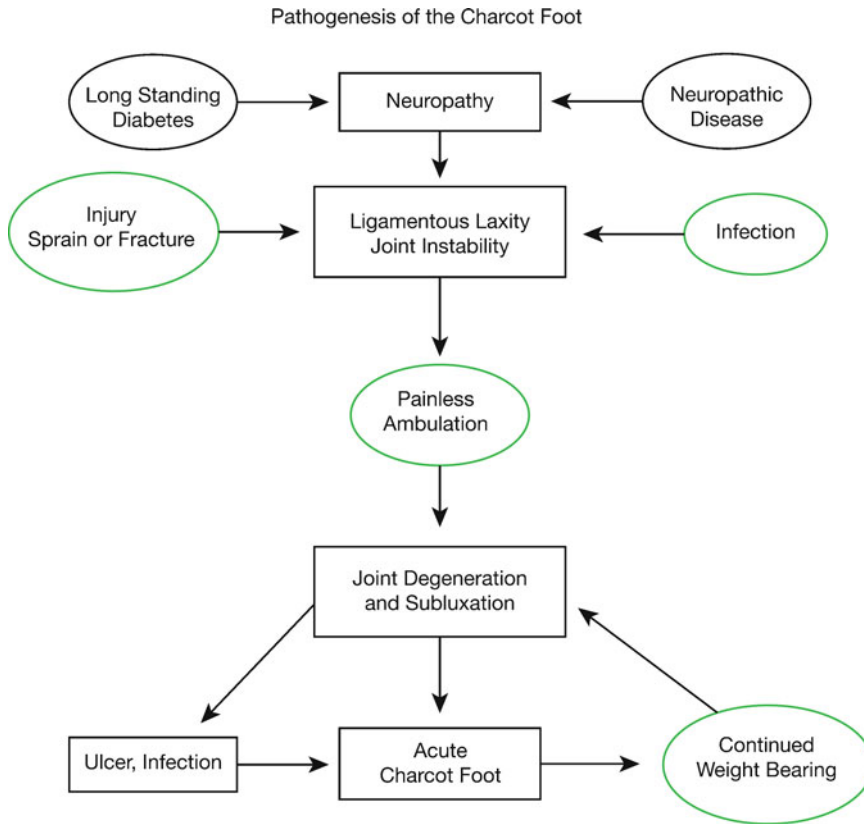 Pathogenesis of the Charcot Foot
Long Standing
Diabetes
Neuropathy
Neuropathic
Disease
Injury
Sprain or Fracture
Ligamentous Laxity
Joint Instability
Infection
Painless
Ambulation
Joint Degeneration
and Subluxation
Ulcer, Infection
Acute
Charcot Foot
Continued
Weight Bearing